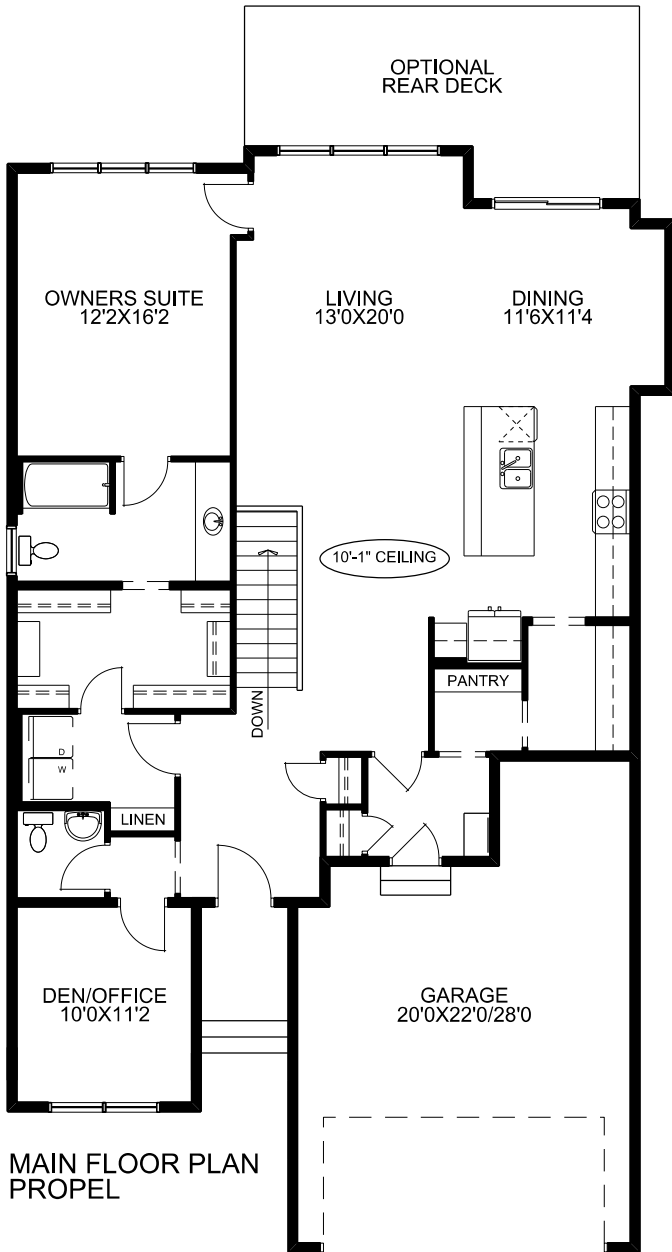 OPTIONAL
REAR DECK
OWNERS SUITE
12'2X16'2
LIVING
13'0X20'0
DINING
11'6X11'4
10'-1" CEILING
PANTRY
DOWN
D
W
LINEN
DEN/OFFICE
10'0X11'2
GARAGE
20'0X22'0/28'0
MAIN FLOOR PLAN
PROPEL